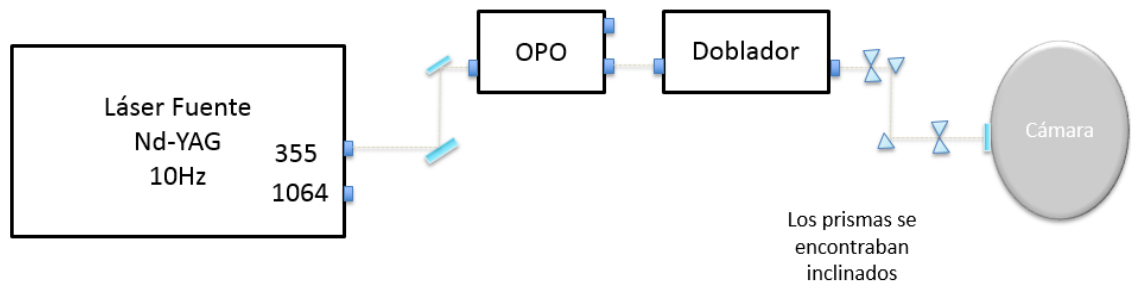 Láser Fuente
Nd-YAG
10Hz
355
1064
OPO
Doblador
Cámara
Los prismas se
encontraban
inclinados